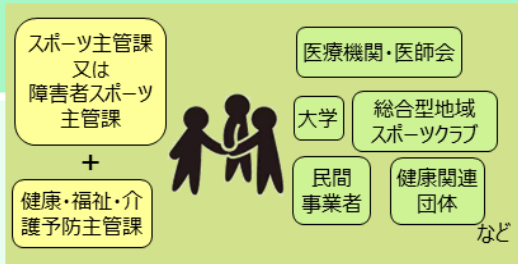 スポーツ主管課
又は
障害者スポーツ
主管課
+
健康・福祉・介
護予防主管課
医療機関・医師会
大学
総合型地域
スポーツクラブ
民間
事業者
健康関連
団体
など